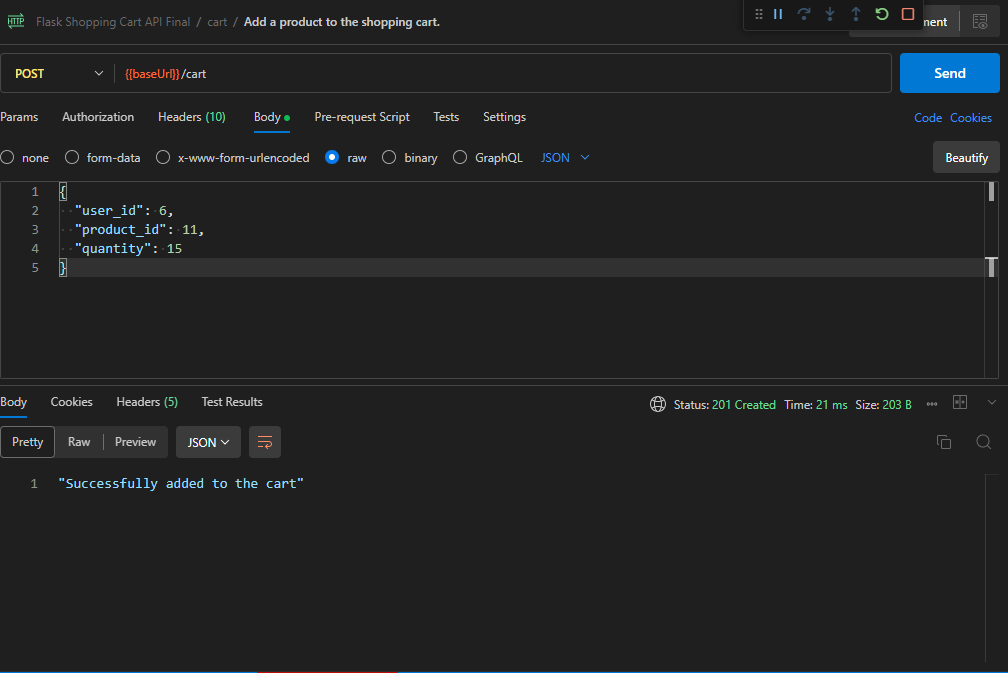 HTTP Flask Shopping Cart API Final / cart / Add a product to the shopping cart.
POST {{baseUrl}}/cart Send
Params Authorization Headers (10) Body Pre-request Script Tests Settings Code Cookies
none form-data x-www-form-urlencoded raw binary GraphQL JSON Beautify
1 {
2 "user_id": 6,
3 "product_id": 11,
4 "quantity": 15
5 }
Body Cookies Headers (5) Test Results Status: 201 Created Time: 21 ms Size: 203 B
Pretty Raw Preview JSON
1 "Successfully added to the cart"